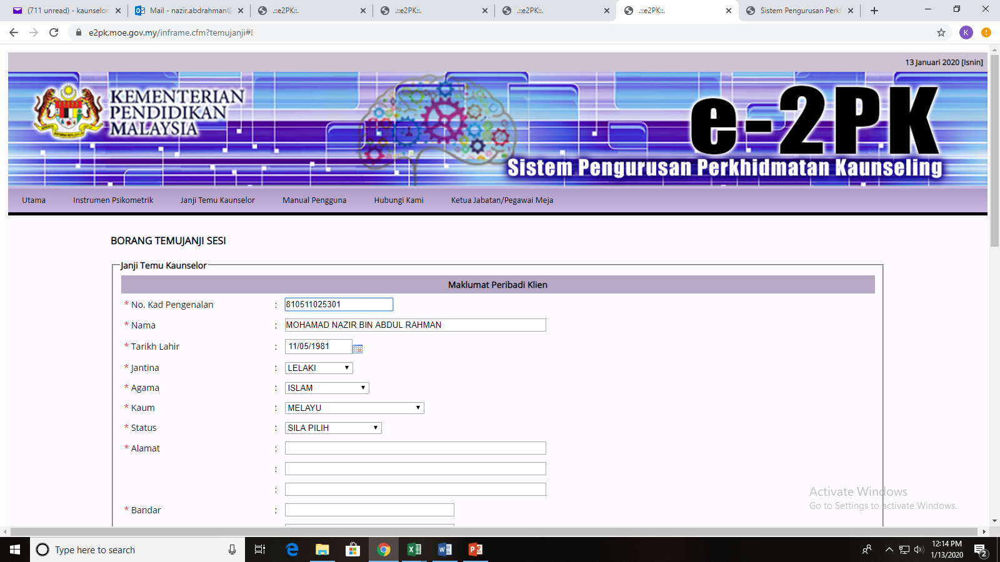 (711 unread) - kaunselor
Mail - nazir.abdrahman@
.::e2PK::.
.::e2PK::.
.::e2PK::.
.::e2PK::.
Sistem Pengurusan Perkh
e2pk.moe.gov.my/inframe.cfm?temujanji#!
K
13 Januari 2020 [Isnin]
KEMENTERIAN
PENDIDIKAN
MALAYSIA
e-2PK
Sistem Pengurusan Perkhidmatan Kaunseling
Utama Instrumen Psikometrik Janji Temu Kaunselor Manual Pengguna Hubungi Kami Ketua Jabatan/Pegawai Meja
BORANG TEMUJANJI SESI
Janji Temu Kaunselor
Maklumat Peribadi Klien
* No. Kad Pengenalan : 810511025301
* Nama : MOHAMAD NAZIR BIN ABDUL RAHMAN
* Tarikh Lahir : 11/05/1981
* Jantina : LELAKI
* Agama : ISLAM
* Kaum : MELAYU
* Status : SILA PILIH
* Alamat :
:
:
* Bandar :
Activate Windows
Go to Settings to activate Windows.
Type here to search
12:14 PM
1/13/2020
2